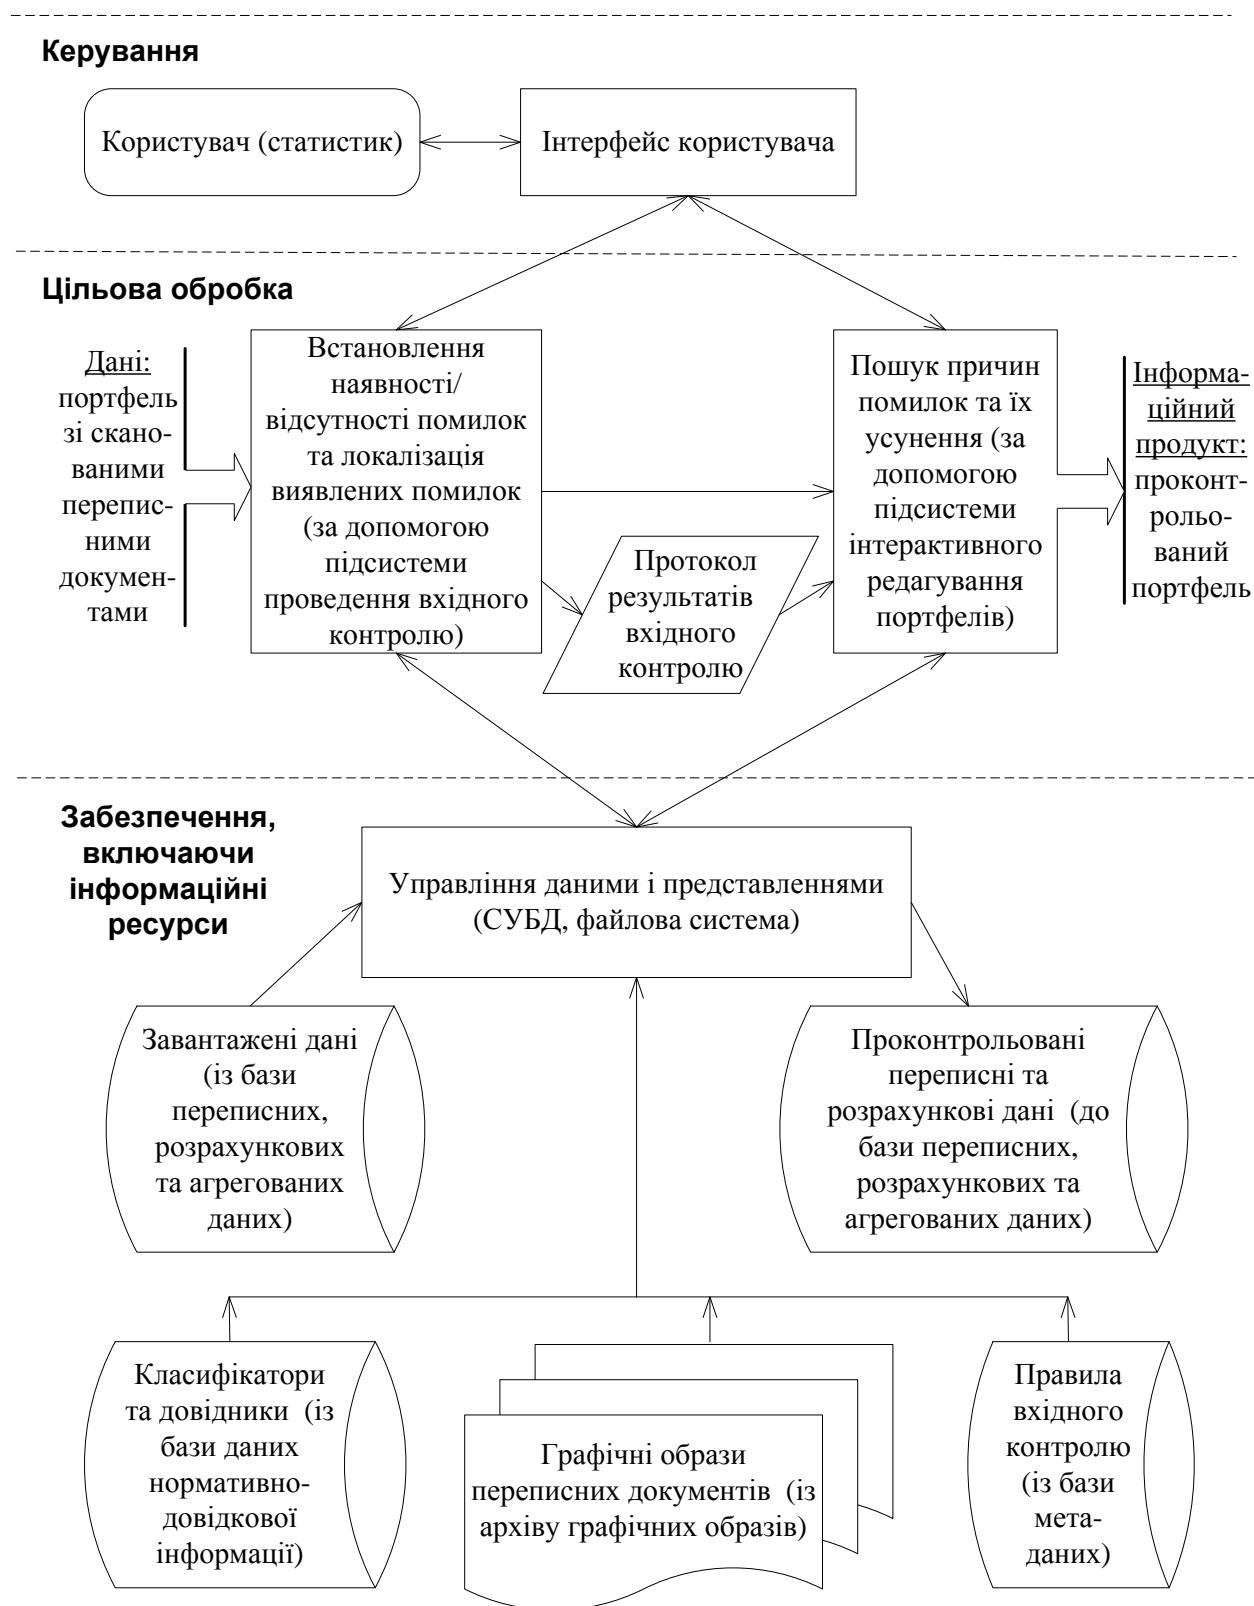 Керування
Користувач (статистик)
Інтерфейс користувача
Цільова обробка
Дані:
портфель
зі скано-
ваними
перепис-
ними
докумен-
тами
Встановлення
наявності/
відсутності помилок
та локалізація
виявлених помилок
(за допомогою
підсистеми
проведення вхідного
контролю)
Протокол
результатів
вхідного
контролю
Пошук причин
помилок та їх
усунення (за
допомогою
підсистеми
інтерактивного
редагування
портфелів)
Інформа-
ційний
продукт:
проконт-
рольо-
ваний
портфель
Забезпечення,
включаючи
інформаційні
ресурси
Управління даними і представленнями
(СУБД, файлова система)
Завантажені дані
(із бази
переписних,
розрахункових
та агрегованих
даних)
Проконтрольовані
переписні та
розрахункові дані (до
бази переписних,
розрахункових та
агрегованих даних)
Класифікатори
та довідники (із
бази даних
нормативно-
довідкової
інформації)
Графічні образи
переписних документів (із
архіву графічних образів)
Правила
вхідного
контролю
(із бази
мета-
даних)